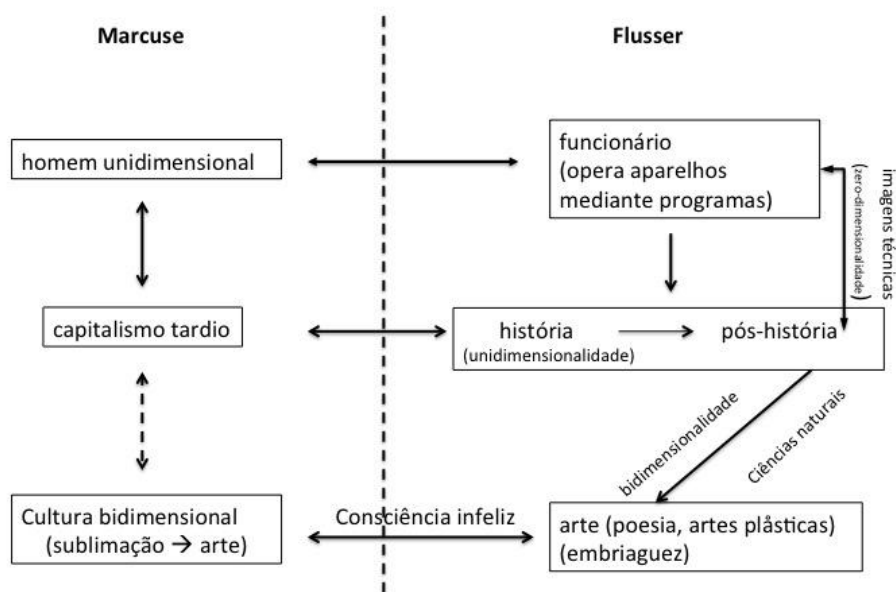 Marcuse
Flusser
homem unidimensional
funcionário
(opera aparelhos
mediante programas)
imagens técnicas
(zero-dimensionalidade)
capitalismo tardio
história → pós-história
(unidimensionalidade)
bidimensionalidade
Ciências naturais
Cultura bidimensional
(sublimação → arte)
Consciência infeliz
arte (poesia, artes plåsticas)
(embriaguez)